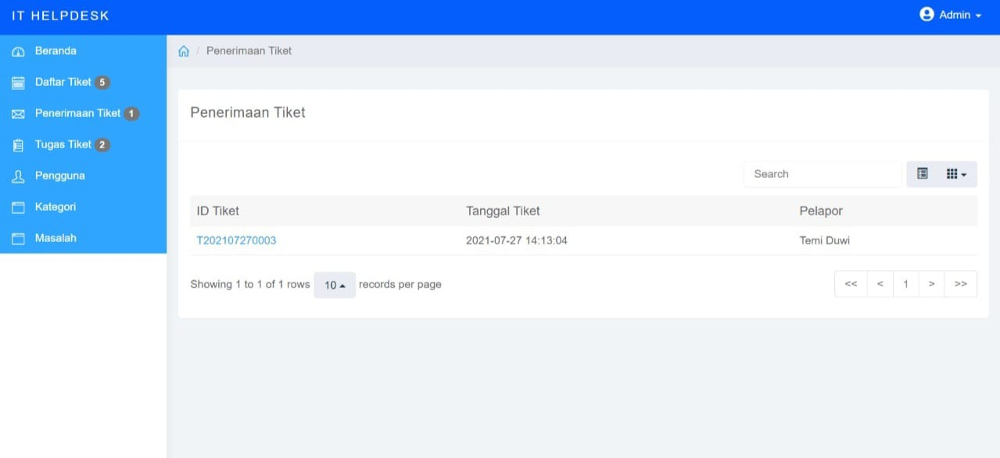 IT HELPDESK
Admin
Beranda
Daftar Tiket 5
Penerimaan Tiket 1
Tugas Tiket 2
Pengguna
Kategori
Masalah
/ Penerimaan Tiket
Penerimaan Tiket
Search
ID Tiket Tanggal Tiket Pelapor
T202107270003 2021-07-27 14:13:04 Temi Duwi
Showing 1 to 1 of 1 rows 10 records per page
<< < 1 > >>